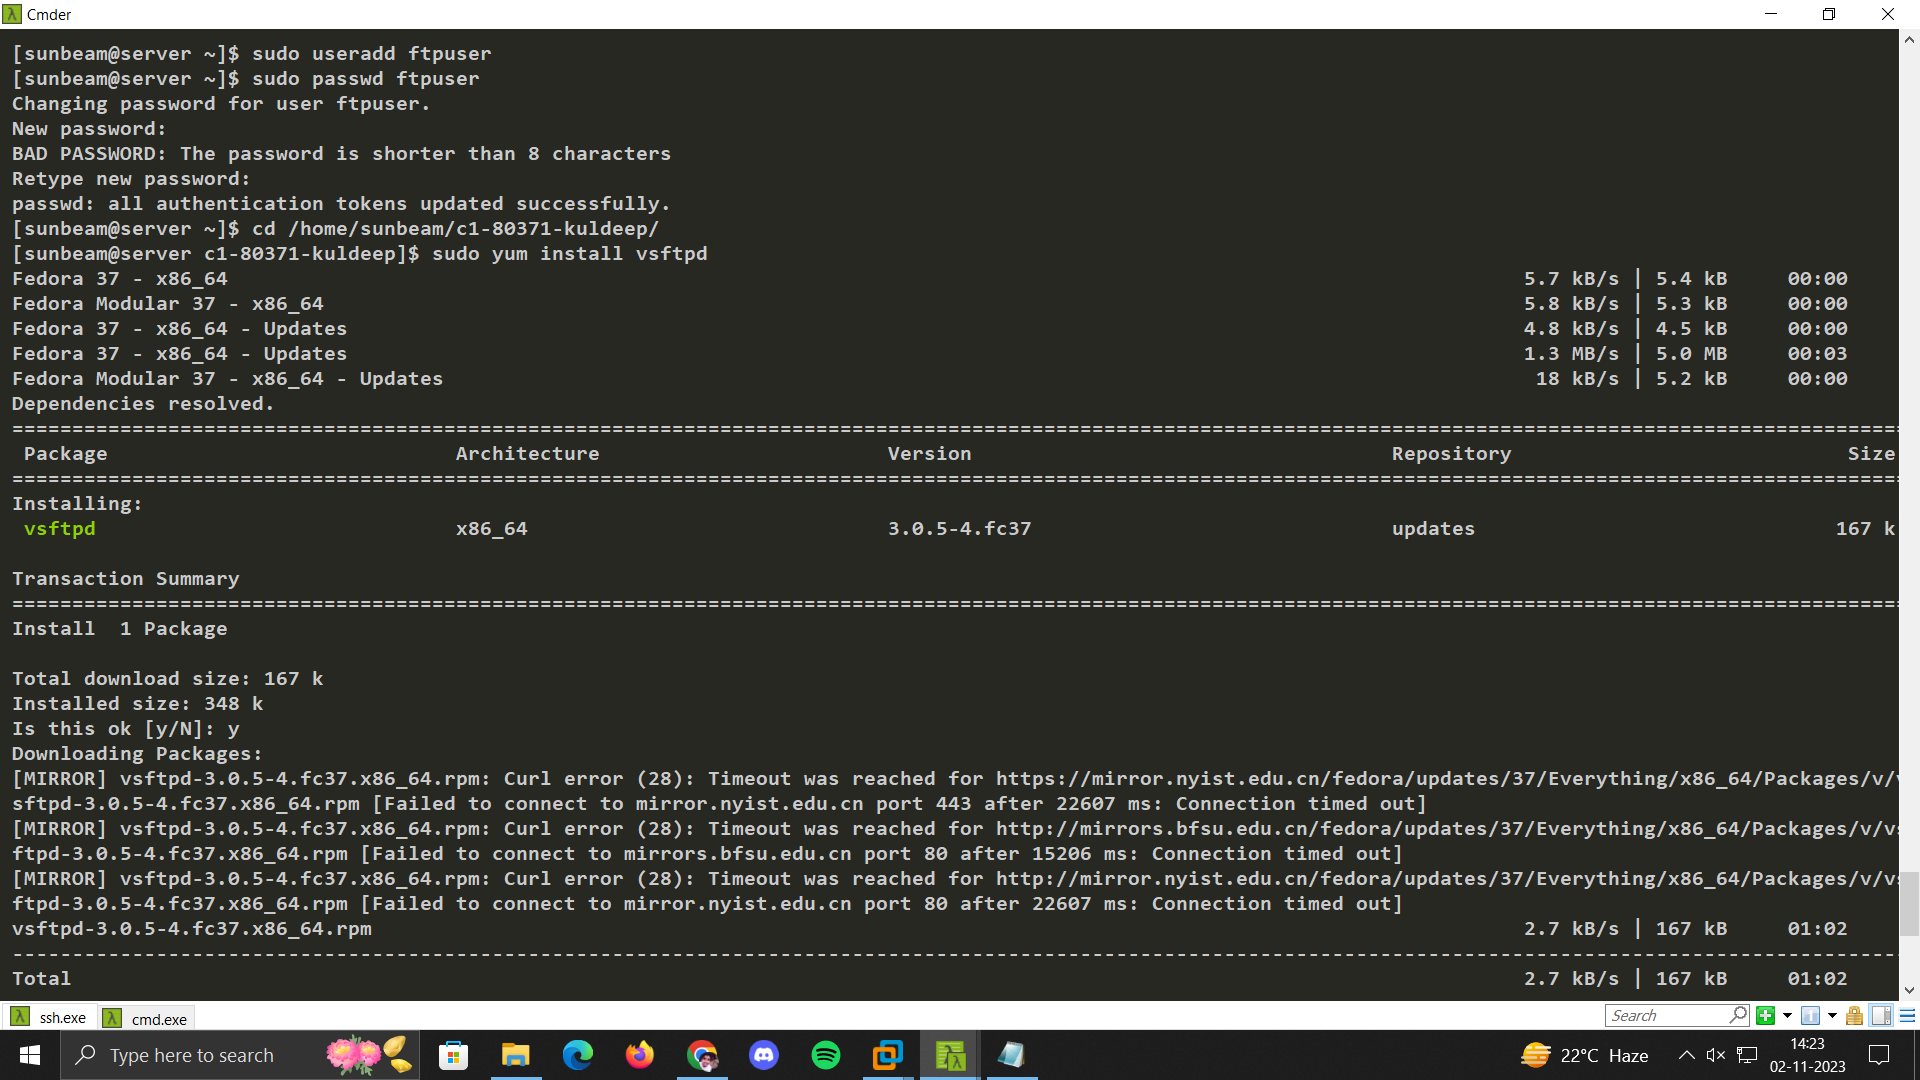 Cmder
[sunbeam@server ~]$ sudo useradd ftpuser
[sunbeam@server ~]$ sudo passwd ftpuser
Changing password for user ftpuser.
New password:
BAD PASSWORD: The password is shorter than 8 characters
Retype new password:
passwd: all authentication tokens updated successfully.
[sunbeam@server ~]$ cd /home/sunbeam/c1-80371-kuldeep/
[sunbeam@server c1-80371-kuldeep]$ sudo yum install vsftpd
Fedora 37 - x86_64 5.7 kB/s | 5.4 kB 00:00
Fedora Modular 37 - x86_64 5.8 kB/s | 5.3 kB 00:00
Fedora 37 - x86_64 - Updates 4.8 kB/s | 4.5 kB 00:00
Fedora 37 - x86_64 - Updates 1.3 MB/s | 5.0 MB 00:03
Fedora Modular 37 - x86_64 - Updates 18 kB/s | 5.2 kB 00:00
Dependencies resolved.
Package Architecture Version Repository Size
Installing:
vsftpd x86_64 3.0.5-4.fc37 updates 167 k
Transaction Summary
Install 1 Package
Total download size: 167 k
Installed size: 348 k
Is this ok [y/N]: y
Downloading Packages:
[MIRROR] vsftpd-3.0.5-4.fc37.x86_64.rpm: Curl error (28): Timeout was reached for https://mirror.nyist.edu.cn/fedora/updates/37/Everything/x86_64/Packages/v/v
sftpd-3.0.5-4.fc37.x86_64.rpm [Failed to connect to mirror.nyist.edu.cn port 443 after 22607 ms: Connection timed out]
[MIRROR] vsftpd-3.0.5-4.fc37.x86_64.rpm: Curl error (28): Timeout was reached for http://mirrors.bfsu.edu.cn/fedora/updates/37/Everything/x86_64/Packages/v/vs
ftpd-3.0.5-4.fc37.x86_64.rpm [Failed to connect to mirrors.bfsu.edu.cn port 80 after 15206 ms: Connection timed out]
[MIRROR] vsftpd-3.0.5-4.fc37.x86_64.rpm: Curl error (28): Timeout was reached for http://mirror.nyist.edu.cn/fedora/updates/37/Everything/x86_64/Packages/v/vs
ftpd-3.0.5-4.fc37.x86_64.rpm [Failed to connect to mirror.nyist.edu.cn port 80 after 22607 ms: Connection timed out]
vsftpd-3.0.5-4.fc37.x86_64.rpm 2.7 kB/s | 167 kB 01:02
Total 2.7 kB/s | 167 kB 01:02
ssh.exe
cmd.exe
Search
Type here to search
22°C Haze
14:23
02-11-2023